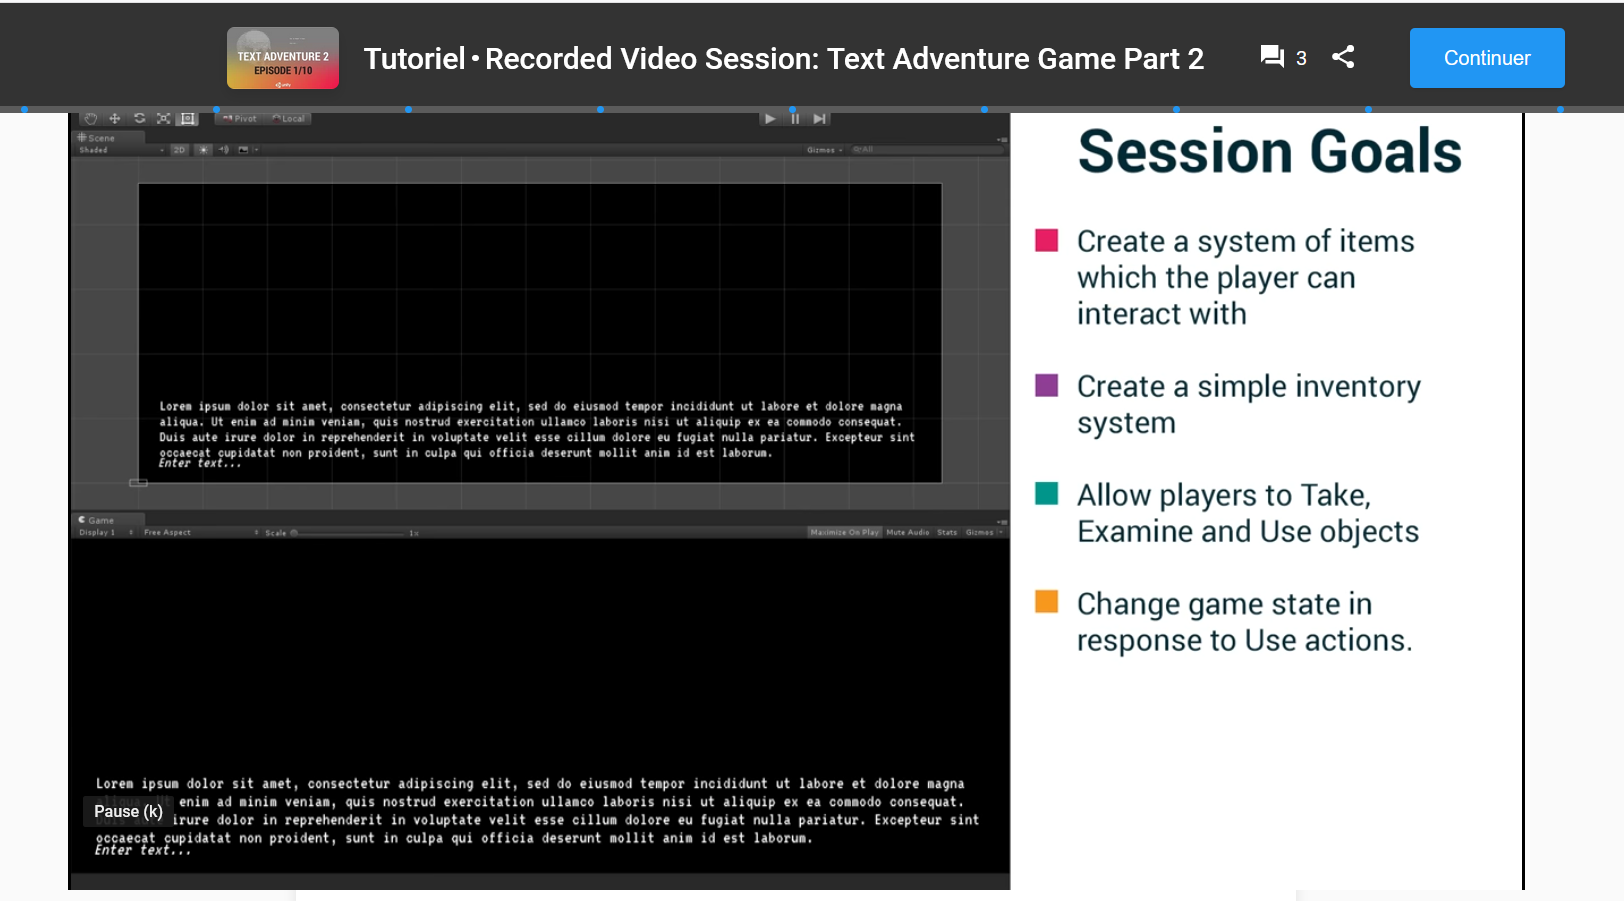 TEXT ADVENTURE 2
EPISODE 1/10
Tutoriel • Recorded Video Session: Text Adventure Game Part 2
3
Continuer
Pivot
Local
Scene
Shaded
2D
Gizmos
All
Lorem ipsum dolor sit amet, consectetur adipiscing elit, sed do eiusmod tempor incididunt ut labore et dolore magna
aliqua. Ut enim ad minim veniam, quis nostrud exercitation ullamco laboris nisi ut aliquip ex ea commodo consequat.
Duis aute irure dolor in reprehenderit in voluptate velit esse cillum dolore eu fugiat nulla pariatur. Excepteur sint
occaecat cupidatat non proident, sunt in culpa qui officia deserunt mollit anim id est laborum.
Enter text...
Game
Display 1
Free Aspect
Scale
1x
Maximize On Play
Mute Audio
Stats
Gizmos
Lorem ipsum dolor sit amet, consectetur adipiscing elit, sed do eiusmod tempor incididunt ut labore et dolore magna
enim ad minim veniam, quis nostrud exercitation ullamco laboris nisi ut aliquip ex ea commodo consequat.
Pause (k)
irure dolor in reprehenderit in voluptate velit esse cillum dolore eu fugiat nulla pariatur. Excepteur sint
occaecat cupidatat non proident, sunt in culpa qui officia deserunt mollit anim id est laborum.
Enter text...
Session Goals
Create a system of items
which the player can
interact with
Create a simple inventory
system
Allow players to Take,
Examine and Use objects
Change game state in
response to Use actions.